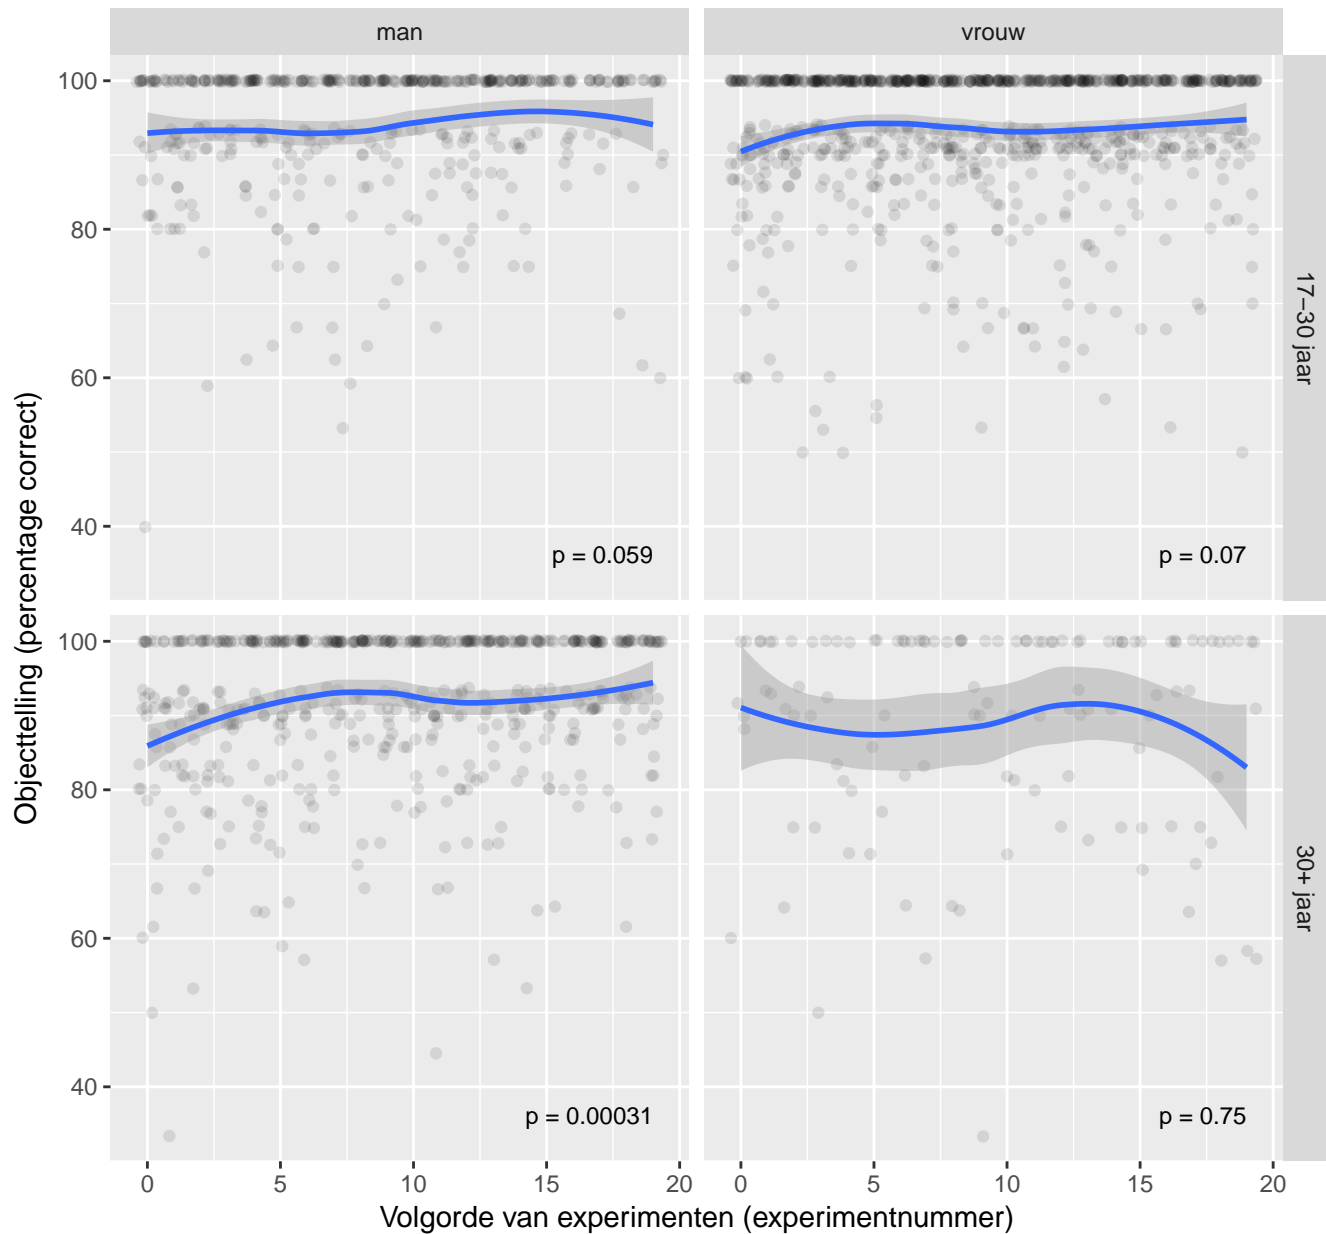 man
vrouw
100
80
60
40
p = 0.059
p = 0.07
17–30 jaar
100
80
60
40
p = 0.00031
p = 0.75
30+ jaar
0
5
10
15
20
0
5
10
15
20
Objecttelling (percentage correct)
Volgorde van experimenten (experimentnummer)